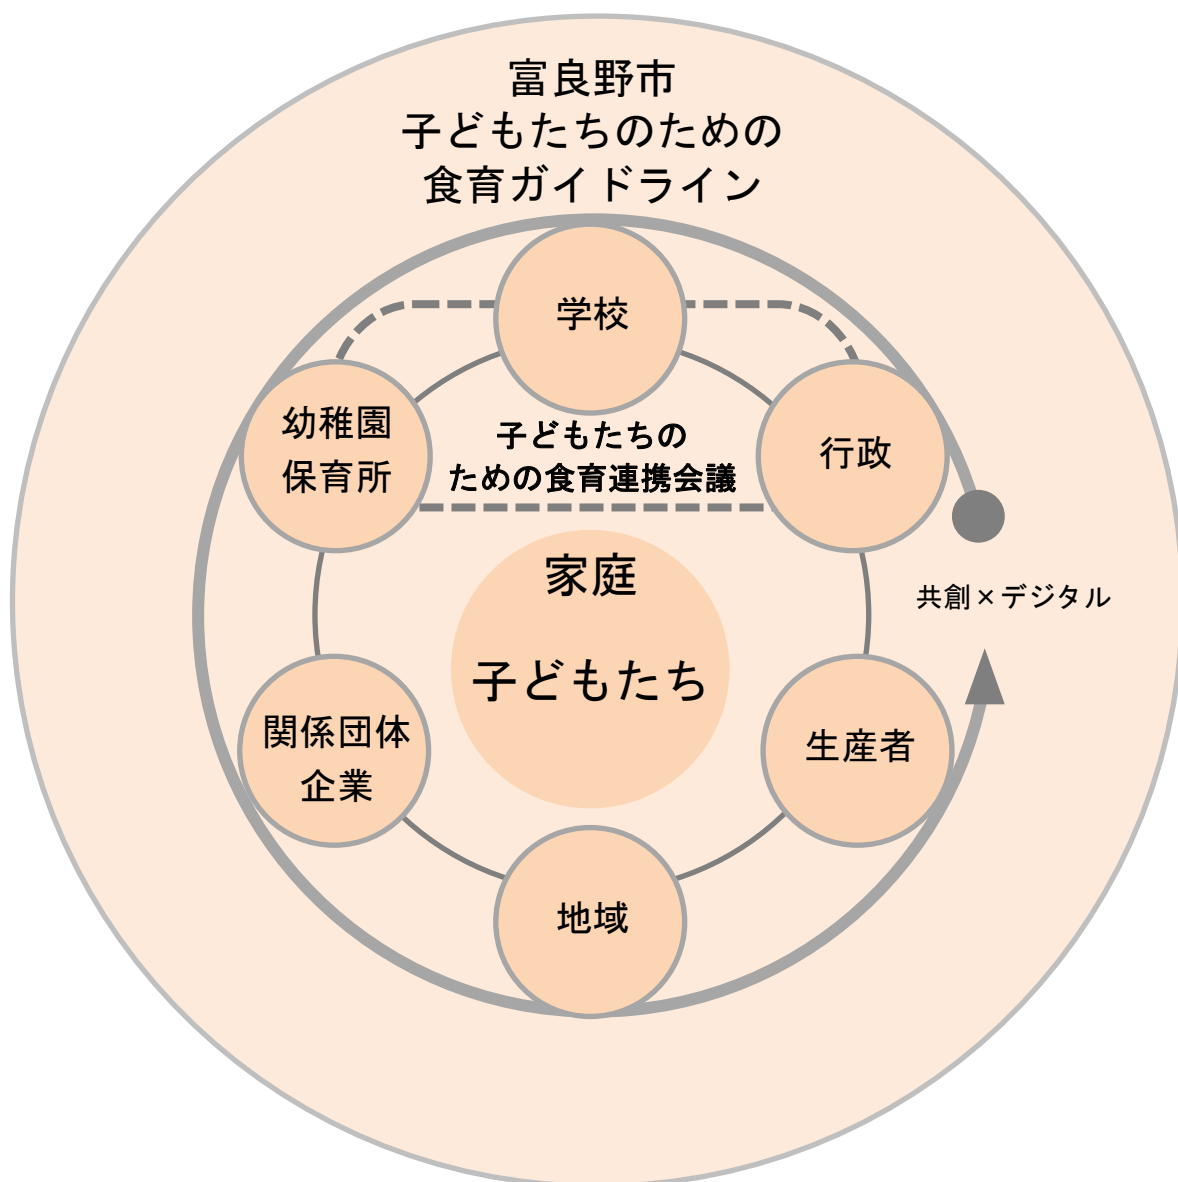 富良野市
子どもたちのための
食育ガイドライン
学校
幼稚園
保育所
子どもたちの
ための食育連携会議
行政
家庭
子どもたち
共創×デジタル
関係団体
企業
生産者
地域